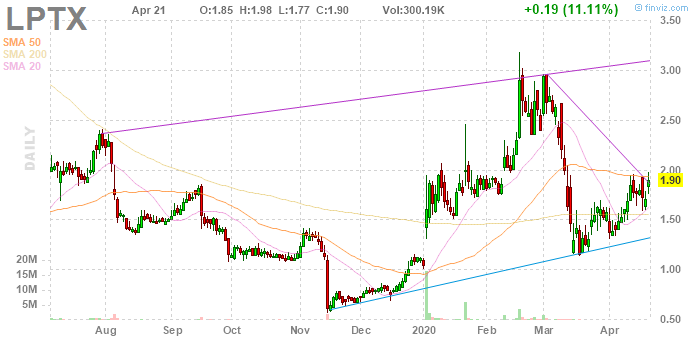 LPTX Apr 21 O:1.85 H:1.98 L:1.77 C:1.90 Vol:300.19K +0.19 (11.11%) © finviz.com
SMA 50
SMA 200
SMA 20
DAILY
3.50
3.00
2.50
2.00
1.90
1.50
1.00
0.50
20M
15M
10M
5M
Aug Sep Oct Nov Dec 2020 Feb Mar Apr